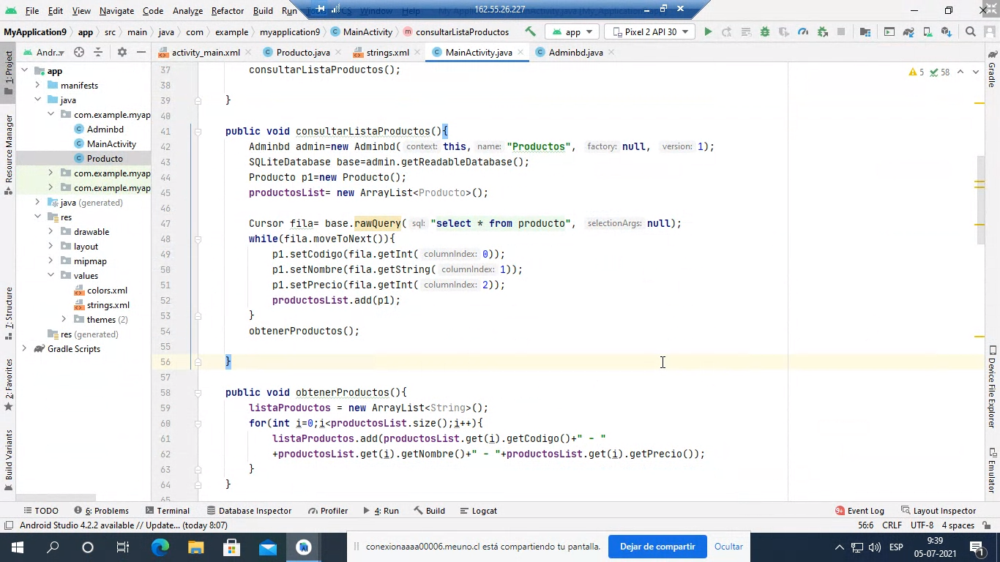 162.55.26.227
File Edit View Navigate Code Analyze Refactor Build Run
MyApplication9 app src main java com example myapplication9 MainActivity consultarListaProductos app Pixel 2 API 30
Andr... activity_main.xml Producto.java strings.xml MainActivity.java Adminbd.java
1: Project
Resource Manager
7: Structure
2: Favorites
Build Variants
app
manifests
java
com.example.myap
Adminbd
MainActivity
Producto
com.example.myap
com.example.myap
java (generated)
res
drawable
layout
mipmap
values
colors.xml
strings.xml
themes (2)
res (generated)
Gradle Scripts
5 58
37 consultarListaProductos();
38
39 }
40
41 public void consultarListaProductos(){
42 Adminbd admin=new Adminbd( context: this, name: "Productos", factory: null, version: 1);
43 SQLiteDatabase base=admin.getReadableDatabase();
44 Producto p1=new Producto();
45 productosList= new ArrayList<Producto>();
46
47 Cursor fila= base.rawQuery( sql: "select * from producto", selectionArgs: null);
48 while(fila.moveToNext()){
49 p1.setCodigo(fila.getInt( columnIndex: 0));
50 p1.setNombre(fila.getString( columnIndex: 1));
51 p1.setPrecio(fila.getInt( columnIndex: 2));
52 productosList.add(p1);
53 }
54 obtenerProductos();
55
56 }
57
58 public void obtenerProductos(){
59 listaProductos = new ArrayList<String>();
60 for(int i=0;i<productosList.size();i++){
61 listaProductos.add(productosList.get(i).getCodigo()+" - "
62 +productosList.get(i).getNombre()+" - "+productosList.get(i).getPrecio());
63 }
64 }
65
Gradle
Device File Explorer
Emulator
TODO 6: Problems Terminal Database Inspector Profiler 4: Run Build Logcat 9+ Event Log Layout Inspector
Android Studio 4.2.2 available // Update... (today 8:07) 56:6 CRLF UTF-8 4 spaces
conexionaaaa00006.meuno.cl está compartiendo tu pantalla. Dejar de compartir Ocultar
ESP 9:39
05-07-2021
1